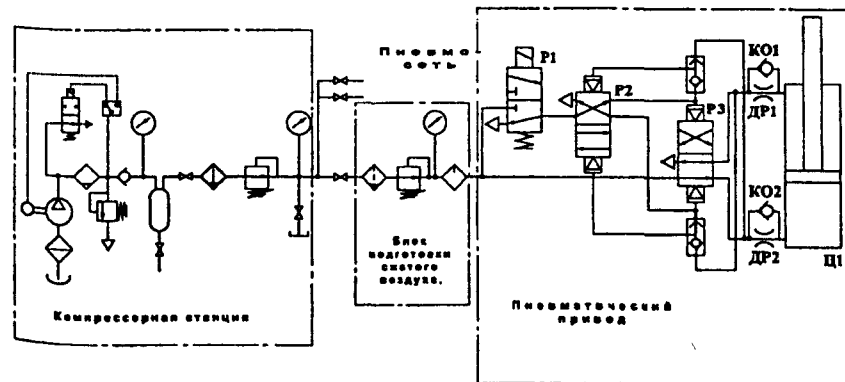 Пневмо-
сеть
P1
P2
P3
КО1
ДР1
КО2
ДР2
Ц1
Блок
подготовки
сжатого
воздуха.
Компрессорная станция
Пневматический
привод